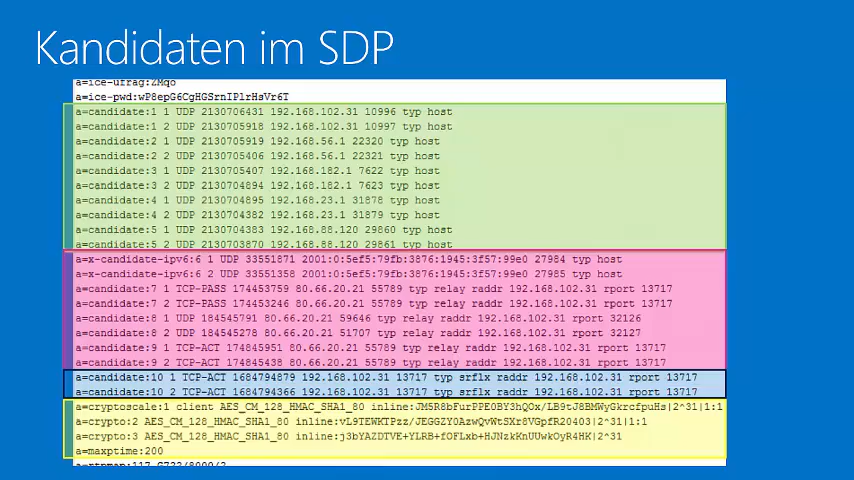 Kandidaten im SDP
a=ice-ufrag:ZMqo
a=ice-pwd:wP8epG6CgHGSrnIPlrHsVr6T
a=candidate:1 1 UDP 2130706431 192.168.102.31 10996 typ host
a=candidate:1 2 UDP 2130705918 192.168.102.31 10997 typ host
a=candidate:2 1 UDP 2130705919 192.168.56.1 22320 typ host
a=candidate:2 2 UDP 2130705406 192.168.56.1 22321 typ host
a=candidate:3 1 UDP 2130705407 192.168.182.1 7622 typ host
a=candidate:3 2 UDP 2130704894 192.168.182.1 7623 typ host
a=candidate:4 1 UDP 2130704895 192.168.23.1 31878 typ host
a=candidate:4 2 UDP 2130704382 192.168.23.1 31879 typ host
a=candidate:5 1 UDP 2130704383 192.168.88.120 29860 typ host
a=candidate:5 2 UDP 2130703870 192.168.88.120 29861 typ host
a=x-candidate-ipv6:6 1 UDP 33551871 2001:0:5ef5:79fb:3876:1945:3f57:99e0 27984 typ host
a=x-candidate-ipv6:6 2 UDP 33551358 2001:0:5ef5:79fb:3876:1945:3f57:99e0 27985 typ host
a=candidate:7 1 TCP-PASS 174453759 80.66.20.21 55789 typ relay raddr 192.168.102.31 rport 13717
a=candidate:7 2 TCP-PASS 174453246 80.66.20.21 55789 typ relay raddr 192.168.102.31 rport 13717
a=candidate:8 1 UDP 184545791 80.66.20.21 59646 typ relay raddr 192.168.102.31 rport 32126
a=candidate:8 2 UDP 184545278 80.66.20.21 51707 typ relay raddr 192.168.102.31 rport 32127
a=candidate:9 1 TCP-ACT 174845951 80.66.20.21 55789 typ relay raddr 192.168.102.31 rport 13717
a=candidate:9 2 TCP-ACT 174845438 80.66.20.21 55789 typ relay raddr 192.168.102.31 rport 13717
a=candidate:10 1 TCP-ACT 1684794879 192.168.102.31 13717 typ srflx raddr 192.168.102.31 rport 13717
a=candidate:10 2 TCP-ACT 1684794366 192.168.102.31 13717 typ srflx raddr 192.168.102.31 rport 13717
a=cryptoscale:1 client AES_CM_128_HMAC_SHA1_80 inline:JM5R8bFurPPE0BY3hQOx/LB9tJ8BMWyGkrcfpuHs|2^31|1:1
a=crypto:2 AES_CM_128_HMAC_SHA1_80 inline:vL9TEWKTPzz/JEGGZY0AzwQvWtSXr8VGpfR20403|2^31|1:1
a=crypto:3 AES_CM_128_HMAC_SHA1_80 inline:j3bYAZDTVE+YLRB+fOFLxb+HJNzkKnUUwkOyR4HK|2^31
a=maxptime:200